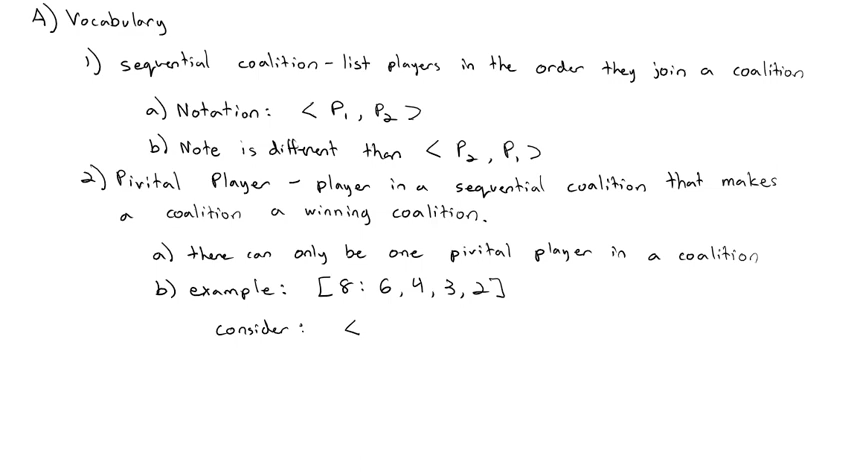 A) Vocabulary
1) sequential coalition - list players in the order they join a coalition
a) Notation: < P₁, P₂ >
b) Note is different than < P₂, P₁ >
2) Pivital Player - player in a sequential coalition that makes
a coalition a winning coalition.
a) there can only be one pivital player in a coalition
b) example: [8: 6, 4, 3, 2]
consider: <